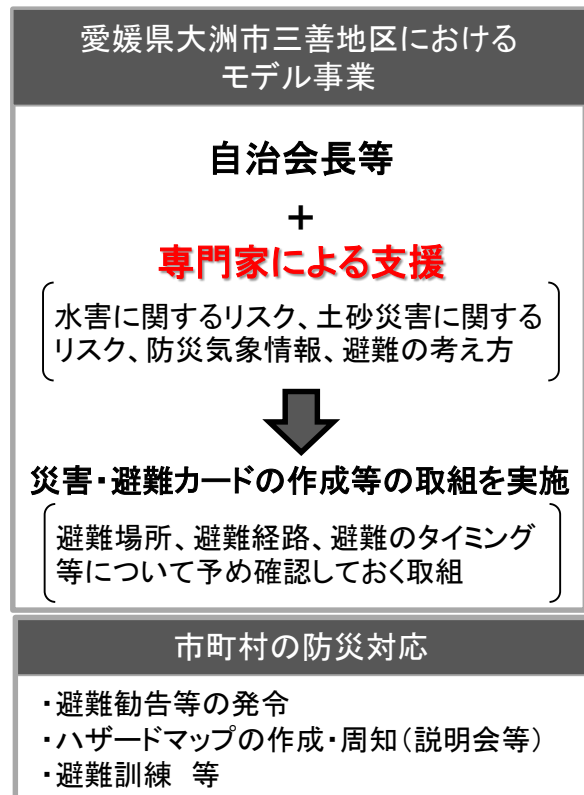 愛媛県大洲市三善地区における
モデル事業
自治会長等
+
専門家による支援
水害に関するリスク、土砂災害に関する
リスク、防災気象情報、避難の考え方
災害・避難カードの作成等の取組を実施
避難場所、避難経路、避難のタイミング
等について予め確認しておく取組
市町村の防災対応
・避難勧告等の発令
・ハザードマップの作成・周知（説明会等）
・避難訓練　等